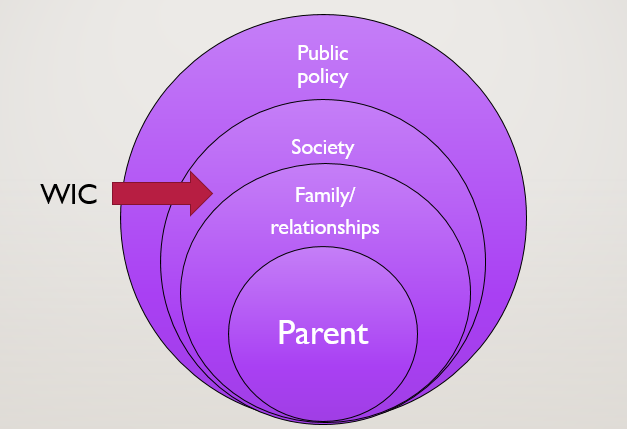 Public
policy
Society
WIC
Family/
relationships
Parent